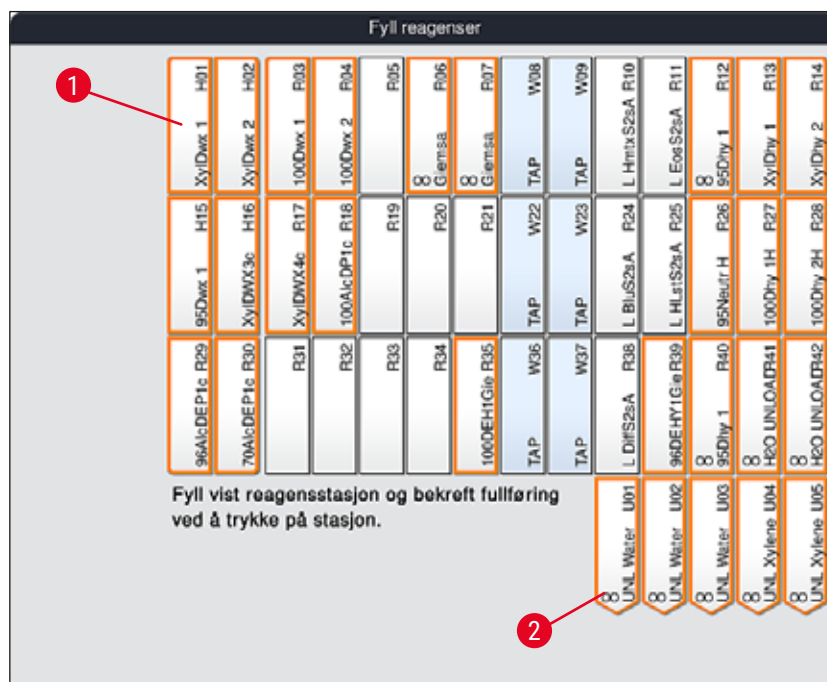 Fyll reagenser
1
XylDwx 1 H01
XylDwx 2 H02
100Dwx 1 R03
100Dwx 2 R04
R05
∞ Giemsa R06
∞ Giemsa R07
TAP W08
TAP W09
L HmtxS2sA R10
L EosS2sA R11
∞ 95Dhy 1 R12
XylDhy 1 R13
XylDhy 2 R14
95Dwx 1 H15
XylDWX3c H16
XylDWX4c R17
100AlcDP1c R18
R19
R20
R21
TAP W22
TAP W23
L BluS2sA R24
L HLstS2sA R25
95Neutr H R26
100Dhy 1H R27
100Dhy 2H R28
96AlcDEP1c R29
70AlcDEP1c R30
R31
R32
R33
R34
100DEH1Gie R35
TAP W36
TAP W37
L DifS2sA R38
96DEHY1Gie R39
∞ 95Dhy 1 R40
∞ H2O UNLOAD R41
∞ H2O UNLOAD R42
Fyll vist reagensstasjon og bekreft fullføring
ved å trykke på stasjon.
∞ UNL Water U01
∞ UNL Water U02
∞ UNL Water U03
∞ UNL Xylene U04
∞ UNL Xylene U05
2